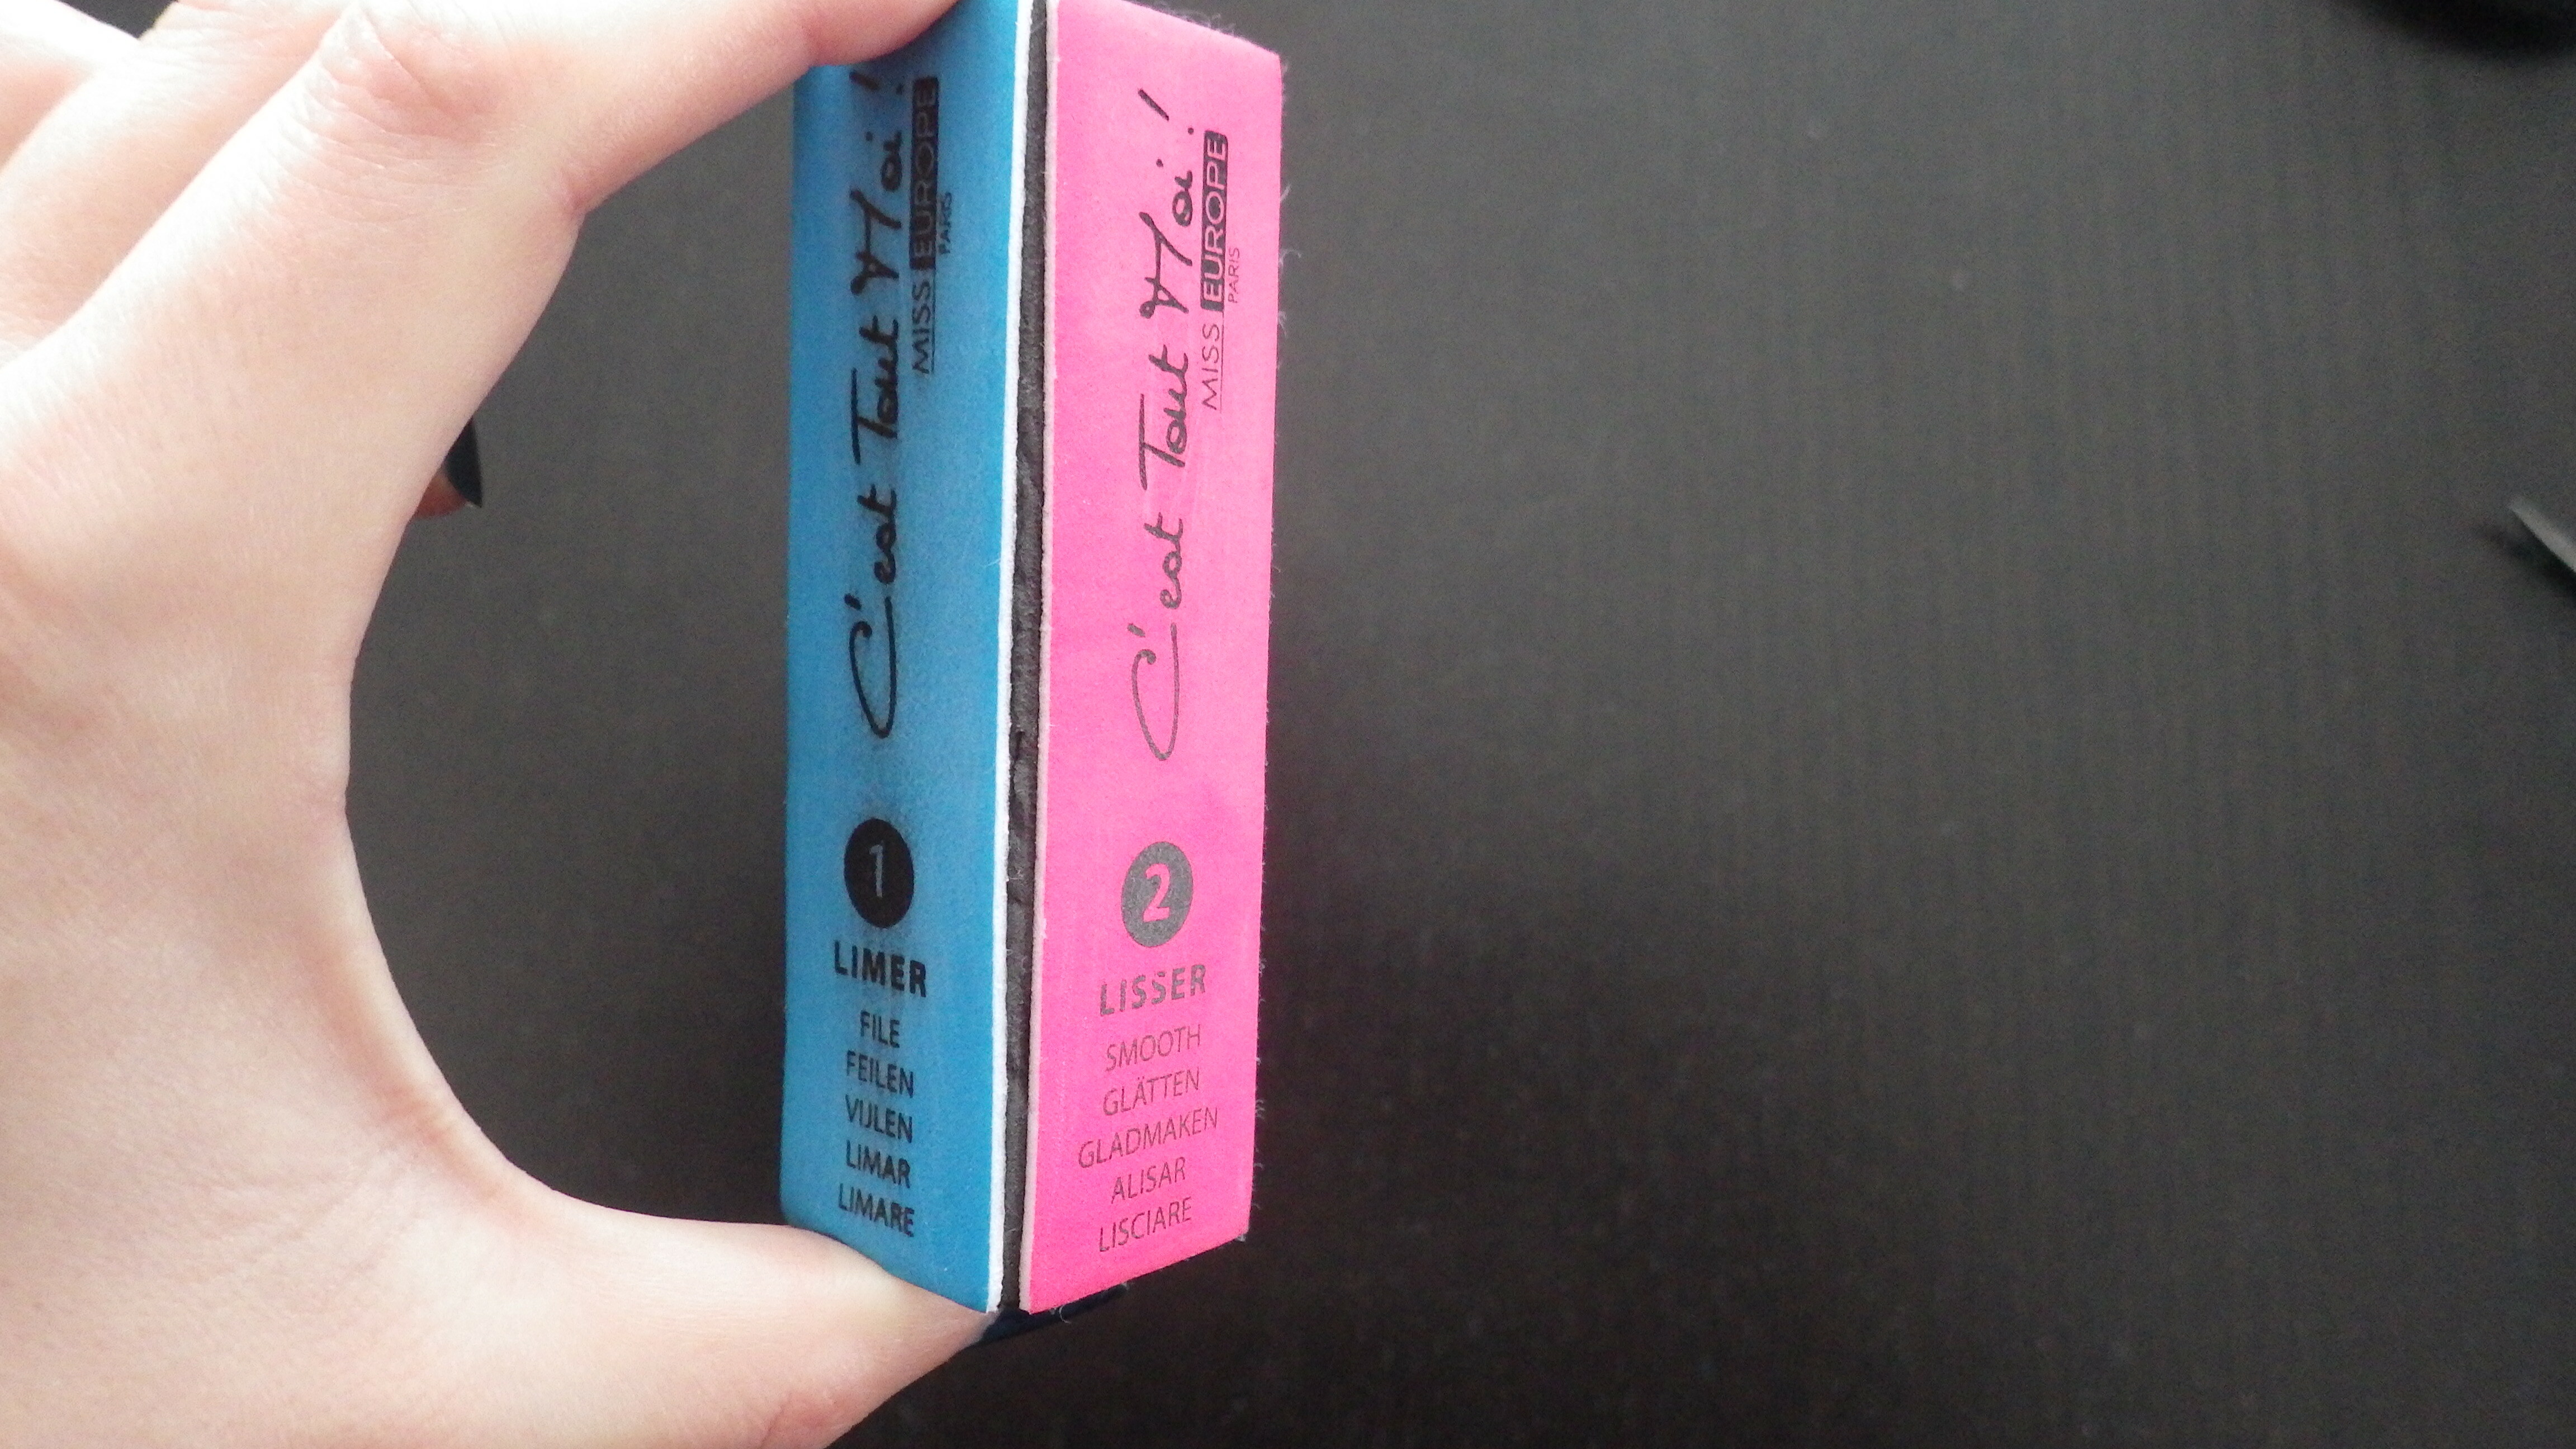 C'est Tout Moi !
MISS EUROPE
PARIS
1
LIMER
FILE
FEILEN
VIJLEN
LIMAR
LIMARE
C'est Tout Moi !
MISS EUROPE
PARIS
2
LISSER
SMOOTH
GLÄTTEN
GLADMAKEN
ALISAR
LISCIARE